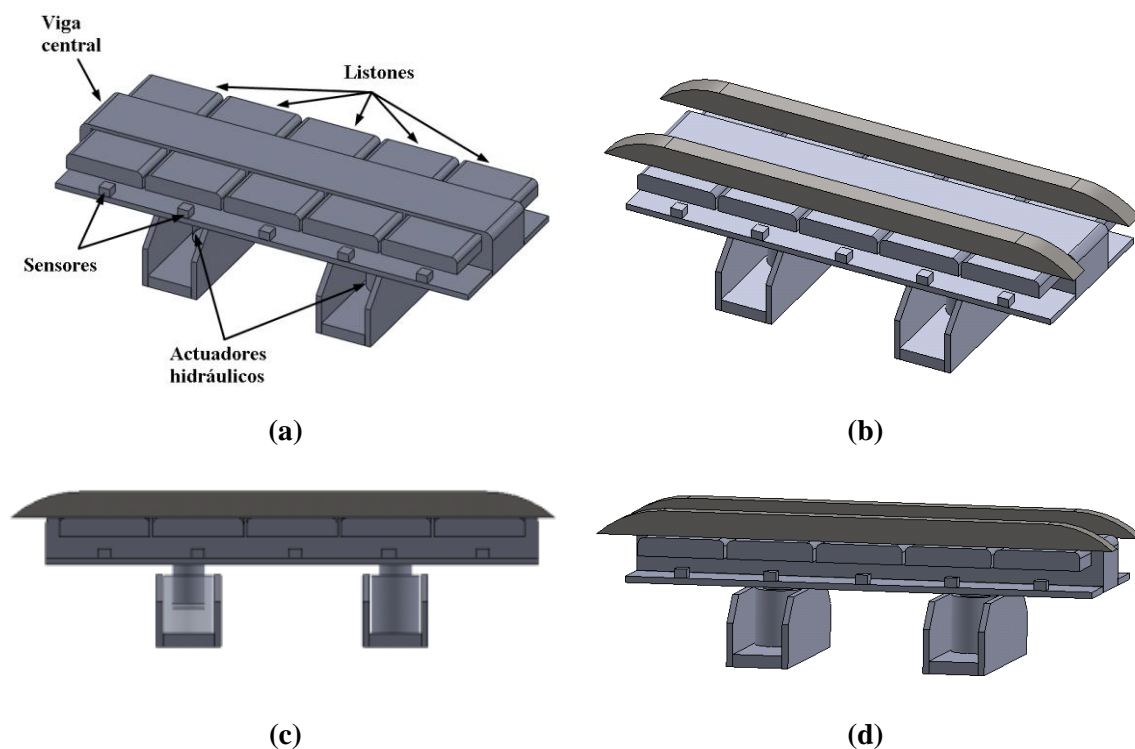 Viga
central
Listones
Sensores
Actuadores
hidráulicos
(a)
(b)
(c)
(d)